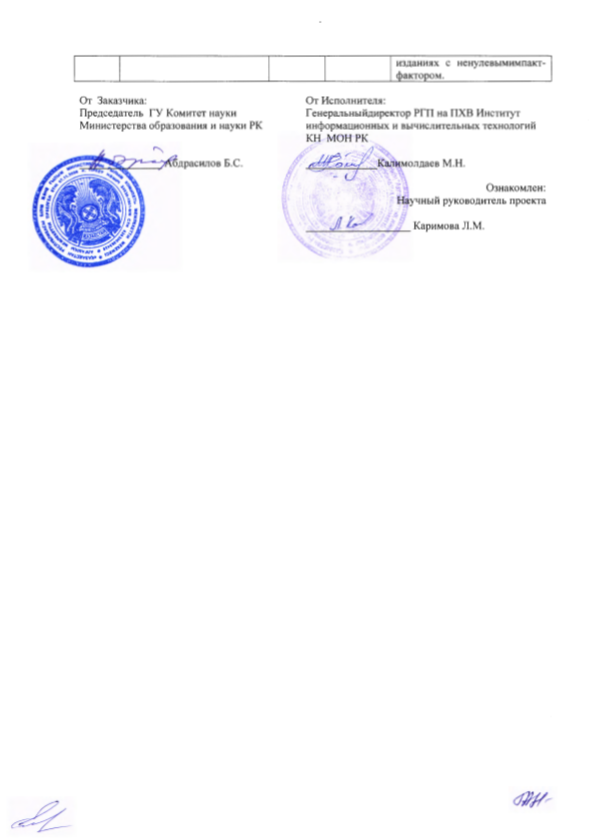 изданиях с ненулевымимпакт-
фактором.
От Заказчика:
Председатель ГУ Комитет науки
Министерства образования и науки РК
Абдрасилов Б.С.
От Исполнителя:
Генеральныйдиректор РГП на ПХВ Институт
информационных и вычислительных технологий
КН МОН РК
Калимолдаев М.Н.
Ознакомлен:
Научный руководитель проекта
Каримова Л.М.